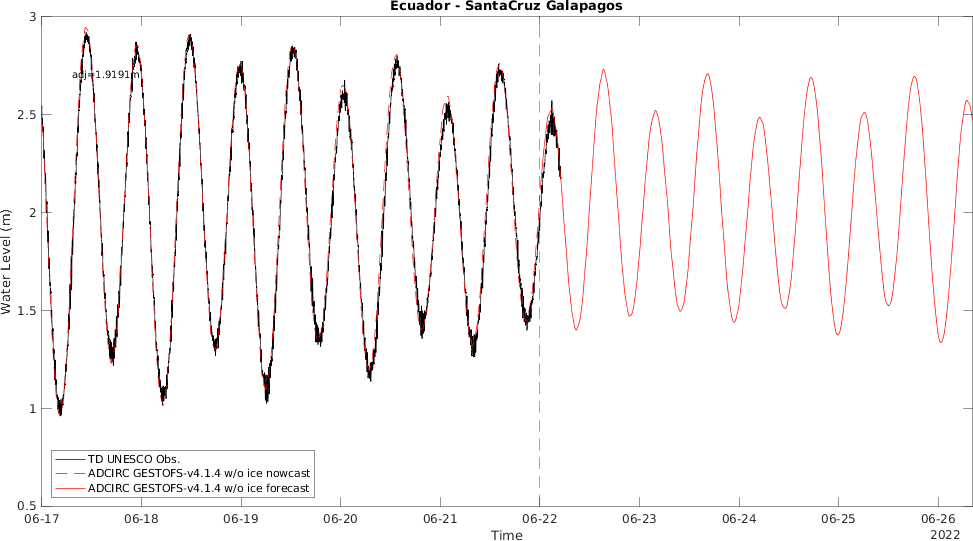 Ecuador - SantaCruz Galapagos
3
adj=1.9191m
2.5
2
Water Level (m)
1.5
1
TD UNESCO Obs.
ADCIRC GESTOFS-v4.1.4 w/o ice nowcast
ADCIRC GESTOFS-v4.1.4 w/o ice forecast
0.5
06-17 06-18 06-19 06-20 06-21 06-22 06-23 06-24 06-25 06-26
Time 2022